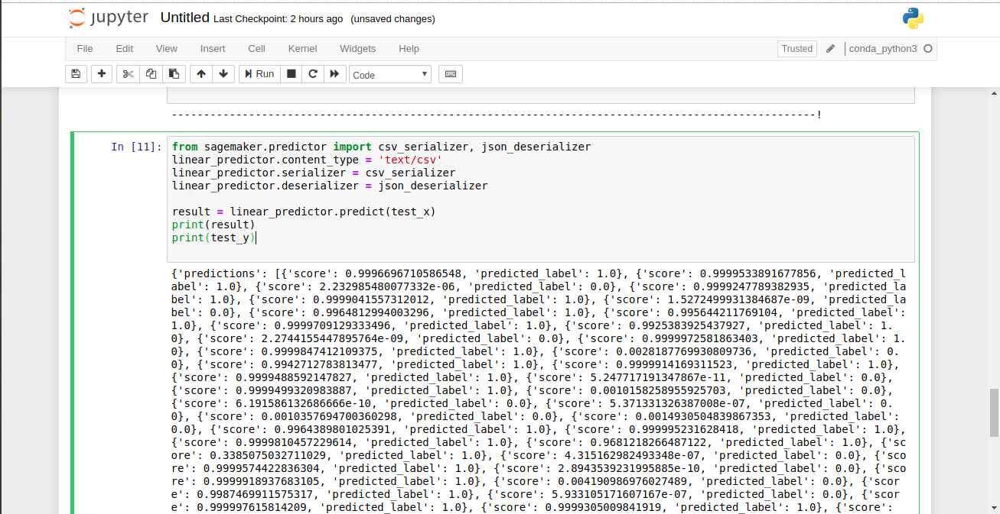 jupyter Untitled Last Checkpoint: 2 hours ago (unsaved changes)
File Edit View Insert Cell Kernel Widgets Help Trusted conda_python3
Run Code
----------------------------------------------------------------------------------------------------!
In [11]: from sagemaker.predictor import csv_serializer, json_deserializer
linear_predictor.content_type = 'text/csv'
linear_predictor.serializer = csv_serializer
linear_predictor.deserializer = json_deserializer
result = linear_predictor.predict(test_x)
print(result)
print(test_y)
{'predictions': [{'score': 0.9996696710586548, 'predicted_label': 1.0}, {'score': 0.9999533891677856, 'predicted_l
abel': 1.0}, {'score': 2.232985480077332e-06, 'predicted_label': 0.0}, {'score': 0.9999247789382935, 'predicted_la
bel': 1.0}, {'score': 0.9999041557312012, 'predicted_label': 1.0}, {'score': 1.5272499931384687e-09, 'predicted_la
bel': 0.0}, {'score': 0.9964812994003296, 'predicted_label': 1.0}, {'score': 0.995644211769104, 'predicted_label':
1.0}, {'score': 0.9999709129333496, 'predicted_label': 1.0}, {'score': 0.9925383925437927, 'predicted_label': 1.
0}, {'score': 2.2744155447895764e-09, 'predicted_label': 0.0}, {'score': 0.9999972581863403, 'predicted_label': 1.
0}, {'score': 0.9999847412109375, 'predicted_label': 1.0}, {'score': 0.0028187769930809736, 'predicted_label': 0.
0}, {'score': 0.9942712783813477, 'predicted_label': 1.0}, {'score': 0.9999914169311523, 'predicted_label': 1.0},
{'score': 0.9999488592147827, 'predicted_label': 1.0}, {'score': 5.247717191347867e-11, 'predicted_label': 0.0},
{'score': 0.9999499320983887, 'predicted_label': 1.0}, {'score': 0.0010158258955925703, 'predicted_label': 0.0},
{'score': 6.191586132686666e-10, 'predicted_label': 0.0}, {'score': 5.371331326387008e-07, 'predicted_label': 0.
0}, {'score': 0.0010357694700360298, 'predicted_label': 0.0}, {'score': 0.0014930504839867353, 'predicted_label':
0.0}, {'score': 0.9964389801025391, 'predicted_label': 1.0}, {'score': 0.999995231628418, 'predicted_label': 1.0},
{'score': 0.9999810457229614, 'predicted_label': 1.0}, {'score': 0.9681218266487122, 'predicted_label': 1.0}, {'sc
ore': 0.3385075032711029, 'predicted_label': 1.0}, {'score': 4.315162982493348e-07, 'predicted_label': 0.0}, {'sco
re': 0.9999574422836304, 'predicted_label': 1.0}, {'score': 2.8943539231995885e-10, 'predicted_label': 0.0}, {'sco
re': 0.9999918937683105, 'predicted_label': 1.0}, {'score': 0.004190986976027489, 'predicted_label': 0.0}, {'scor
e': 0.9987469911575317, 'predicted_label': 1.0}, {'score': 5.933105171607167e-07, 'predicted_label': 0.0}, {'scor
e': 0.999997615814209, 'predicted_label': 1.0}, {'score': 0.9999305009841919, 'predicted_label': 1.0}, {'score':